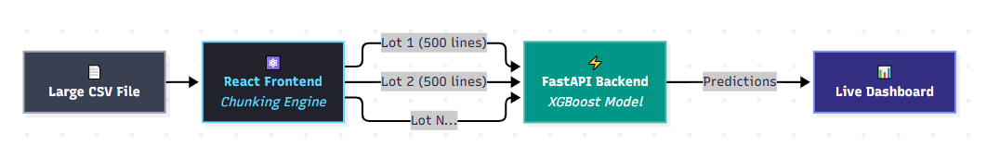 Large CSV File
React Frontend
Chunking Engine
Lot 1 (500 lines)
Lot 2 (500 lines)
Lot N...
FastAPI Backend
XGBoost Model
Predictions
Live Dashboard